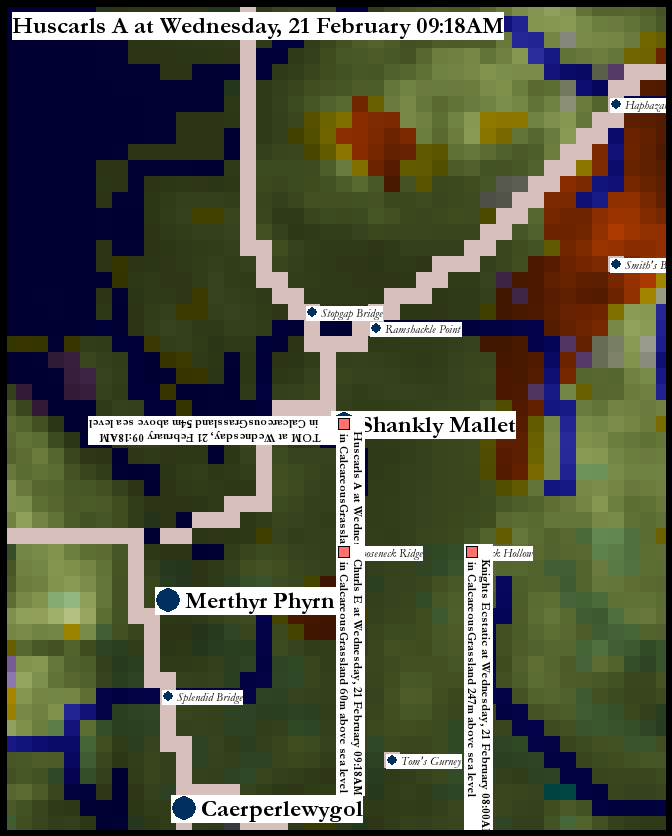 Huscarls A at Wednesday, 21 February 09:18AM
Stopgap Bridge
Ramshackle Point
Shankly Mallet
TOM at Wednesday, 21 February 09:18AM
in CalcareousGrassland 54m above sea level
Huscarls A at Wedne
in CalcareousGrassla
Merthyr Phyrn
Churls E at Wednesday, 21 February 09:18AM
in CalcareousGrassland 60m above sea level
Knights Ecstatic at Wednesday, 21 February 08:00A
in CalcareousGrassland 247m above sea level
ooseneck Ridge
k Hollow
Splendid Bridge
Tom's Gurney
Caerperlewygol
Haphaza
Smith's B